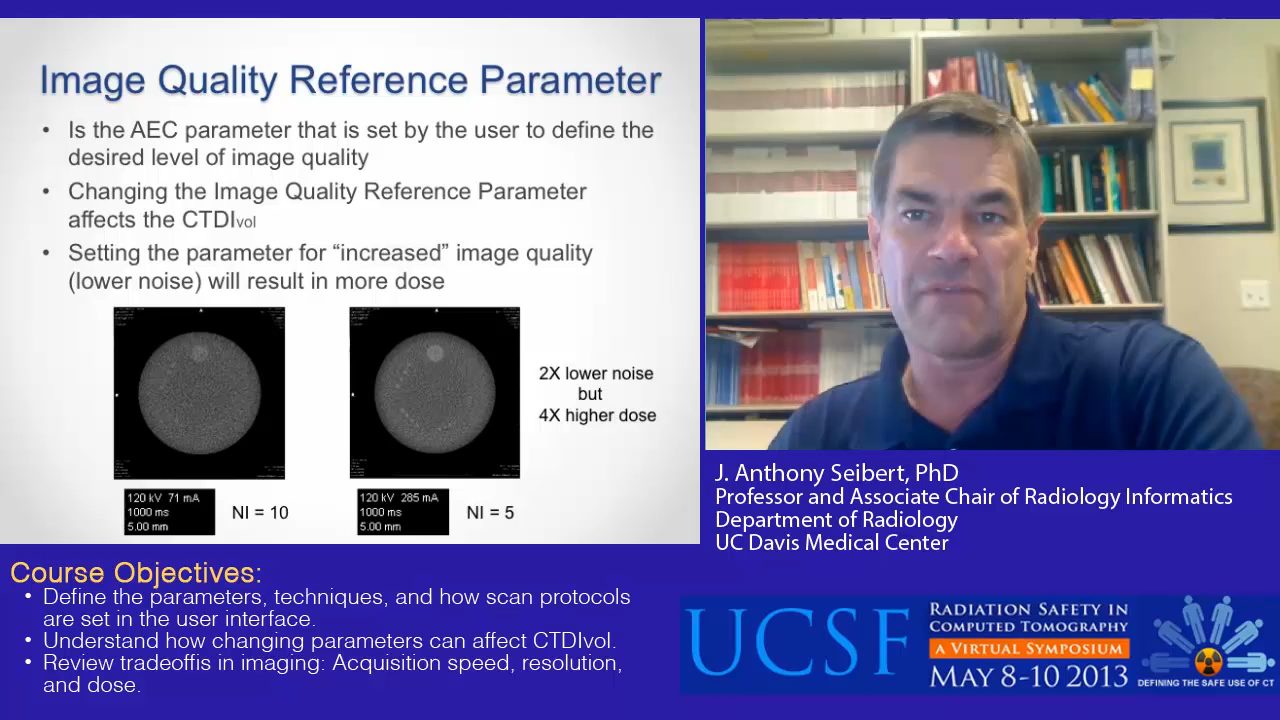 Image Quality Reference Parameter
• Is the AEC parameter that is set by the user to define the
desired level of image quality
• Changing the Image Quality Reference Parameter
affects the CTDIvol
• Setting the parameter for “increased” image quality
(lower noise) will result in more dose
2X lower noise
but
4X higher dose
120 kV 71 mA
1000 ms
5.00 mm
NI = 10
120 kV 285 mA
1000 ms
5.00 mm
NI = 5
J. Anthony Seibert, PhD
Professor and Associate Chair of Radiology Informatics
Department of Radiology
UC Davis Medical Center
Course Objectives:
• Define the parameters, techniques, and how scan protocols
are set in the user interface.
• Understand how changing parameters can affect CTDIvol.
• Review tradeoffis in imaging: Acquisition speed, resolution,
and dose.
UCSF
RADIATION SAFETY IN
COMPUTED TOMOGRAPHY
A VIRTUAL SYMPOSIUM
MAY 8-10 2013
DEFINING THE SAFE USE OF CT